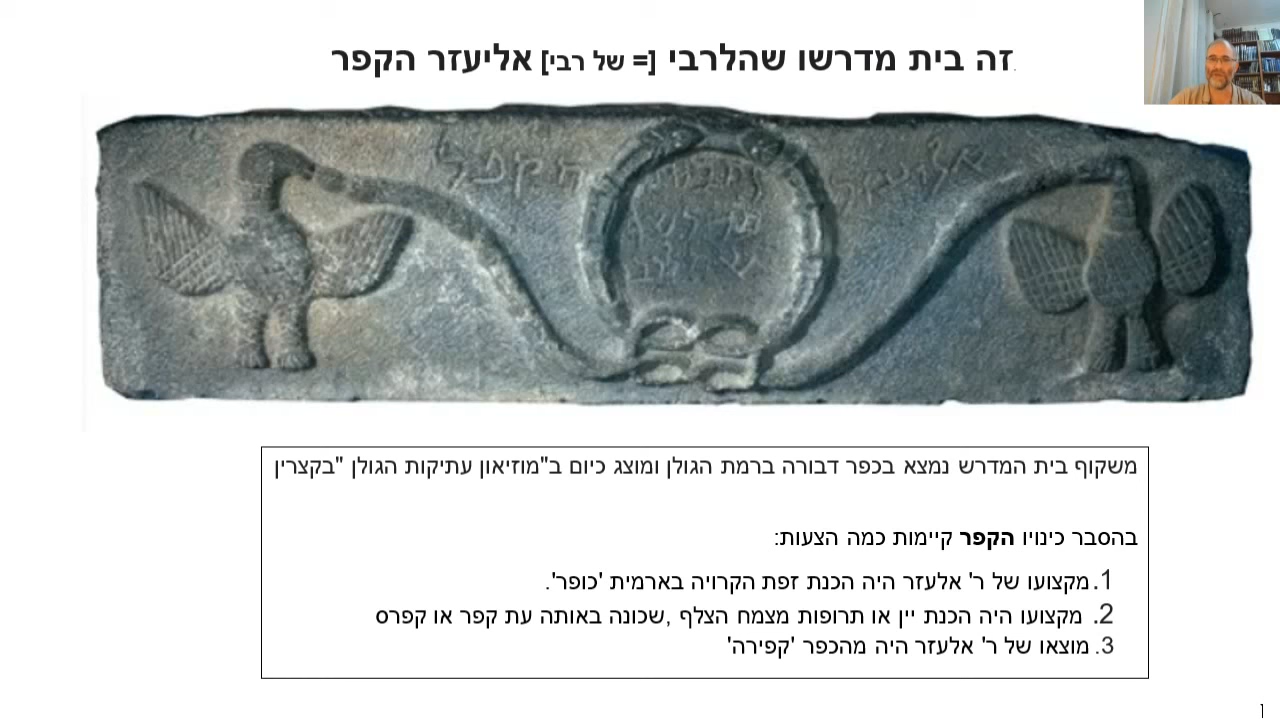 זה בית מדרשו שהלרבי [= של רבי] אליעזר הקפר.
אליעזר הקפר
משקוף בית המדרש נמצא בכפר דבורה ברמת הגולן ומוצג כיום ב"מוזיאון עתיקות הגולן "בקצרין
בהסבר כינויו הקפר קיימות כמה הצעות:
1. מקצועו של ר' אלעזר היה הכנת זפת הקרויה בארמית 'כופר'.
2. מקצועו היה הכנת יין או תרופות מצמח הצלף ,שכונה באותה עת קפר או קפרס
3. מוצאו של ר' אלעזר היה מהכפר 'קפירה'
1